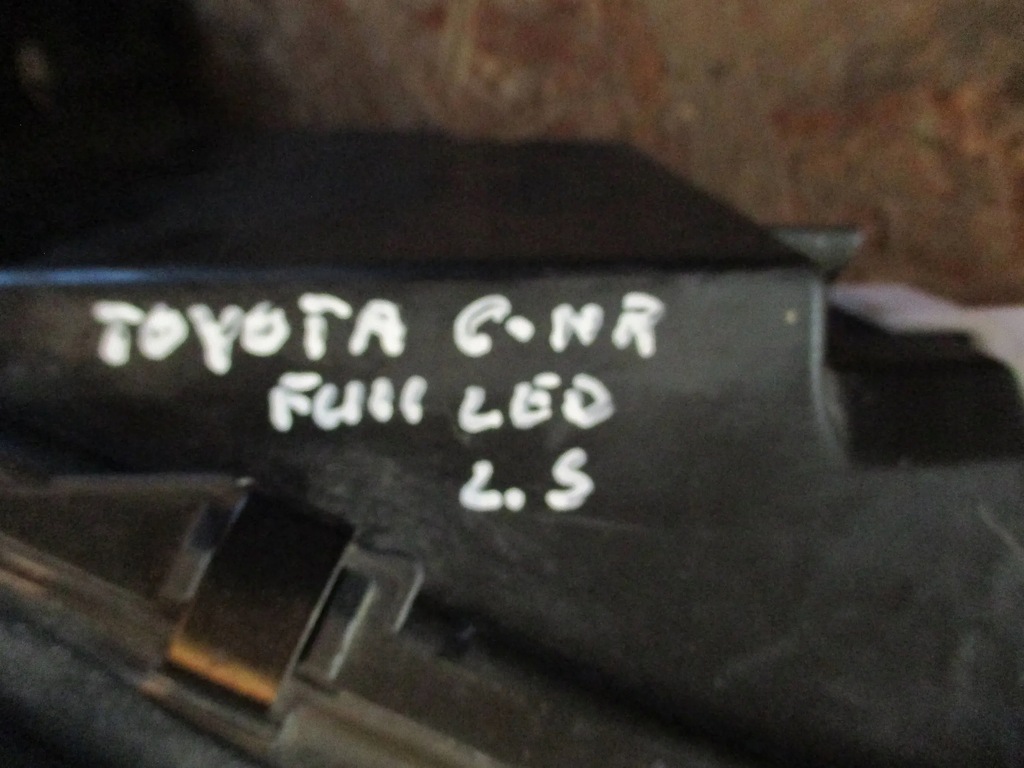 TOYOTA C-HR
FUll LED
L.S